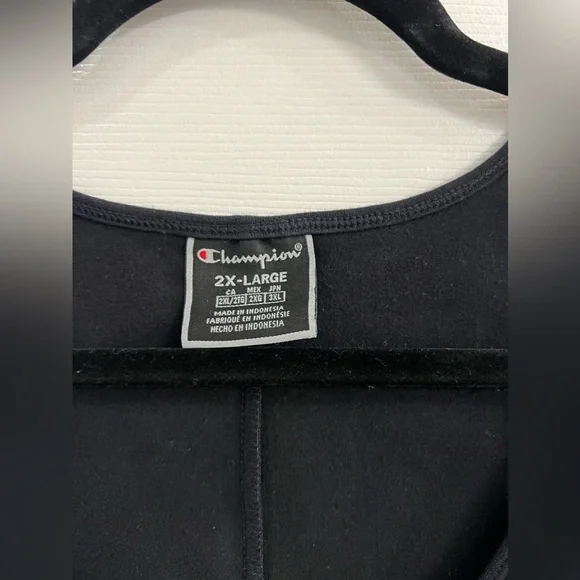 Champion®
2X-LARGE
CA MEX JPN
2XL/2TG 2XG 3XL
MADE IN INDONESIA
FABRIQUÉ EN INDONÉSIE
HECHO EN INDONESIA